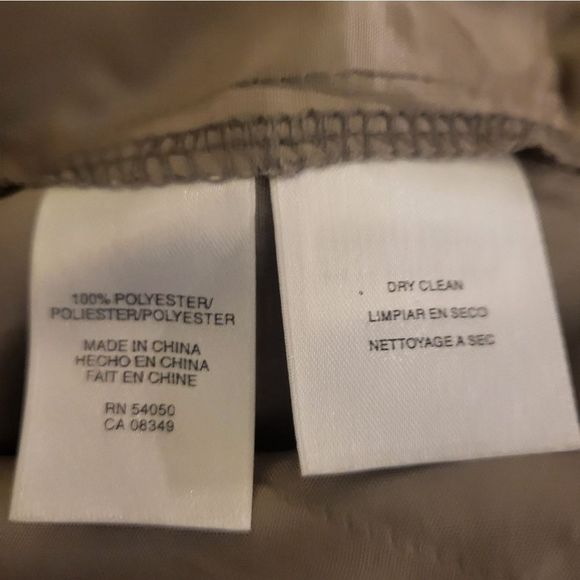 100% POLYESTER/
POLIESTER/POLYESTER
MADE IN CHINA
HECHO EN CHINA
FAIT EN CHINE
RN 54050
CA 08349
DRY CLEAN
LIMPIAR EN SECO
NETTOYAGE A SEC